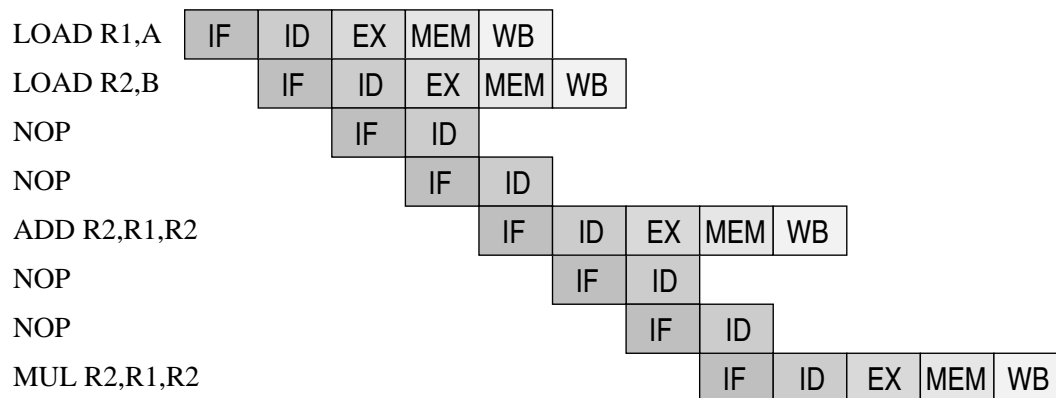 LOAD R1,A IF ID EX MEM WB
LOAD R2,B IF ID EX MEM WB
NOP IF ID
NOP IF ID
ADD R2,R1,R2 IF ID EX MEM WB
NOP IF ID
NOP IF ID
MUL R2,R1,R2 IF ID EX MEM WB